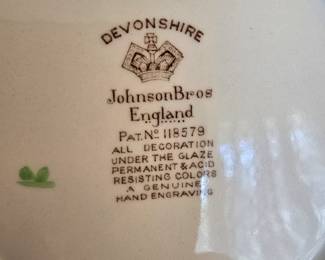 DEVONSHIRE
JohnsonBros
England
PAT. No 118579
ALL DECORATION
UNDER THE GLAZE
PERMANENT & ACID
RESISTING COLORS
A GENUINE
HAND ENGRAVING